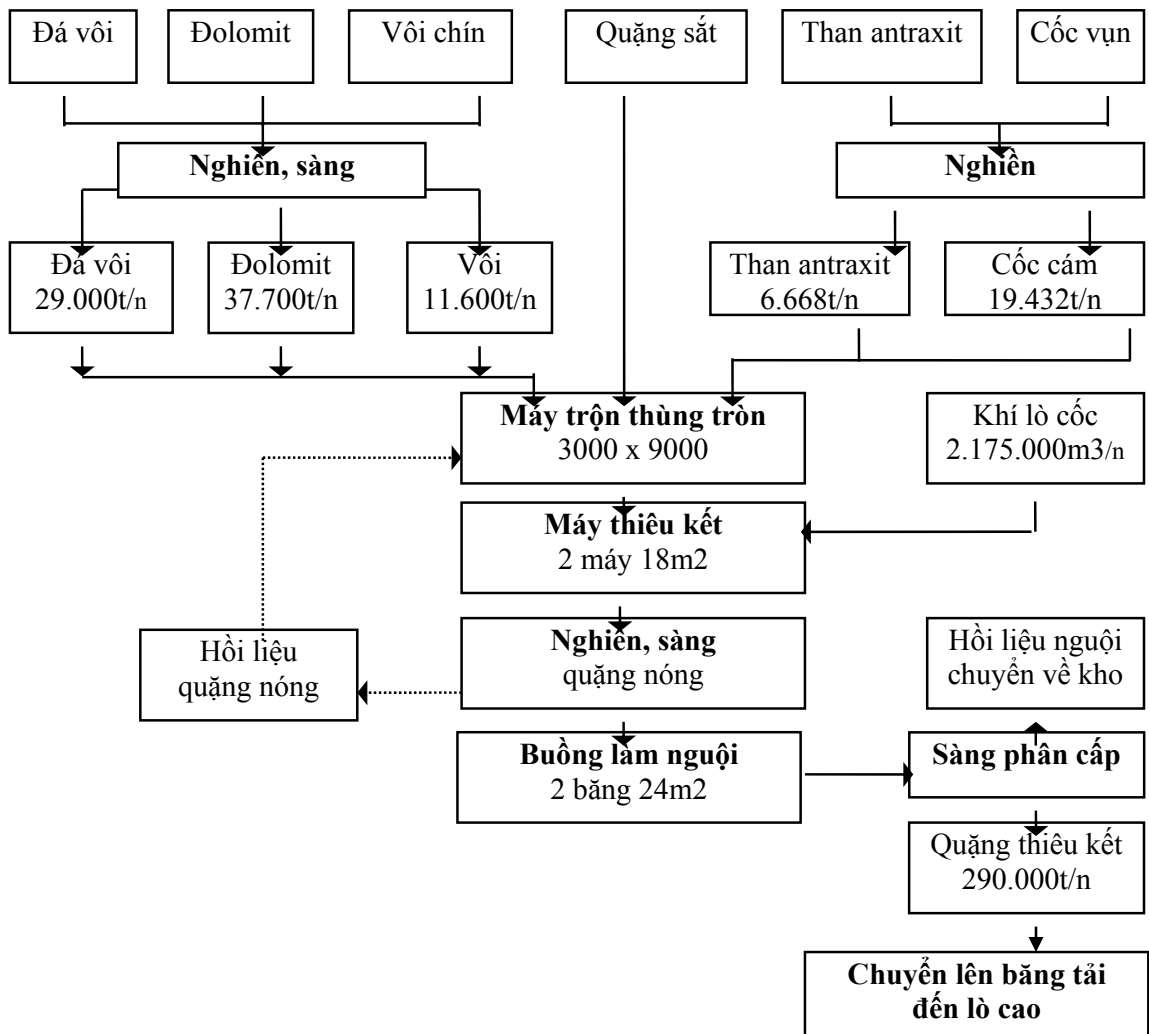 Đá vôi
Đolomit
Vôi chín
Quặng sắt
Than antraxit
Cốc vụn
Nghiền, sàng
Nghiền
Đá vôi
29.000t/n
Đolomit
37.700t/n
Vôi
11.600t/n
Than antraxit
6.668t/n
Cốc cám
19.432t/n
Máy trộn thùng tròn
3000 x 9000
Khí lò cốc
2.175.000m3/n
Máy thiêu kết
2 máy 18m2
Hồi liệu
quặng nóng
Nghiền, sàng
quặng nóng
Hồi liệu nguội
chuyển về kho
Buồng làm nguội
2 băng 24m2
Sàng phân cấp
Quặng thiêu kết
290.000t/n
Chuyển lên băng tải
đến lò cao